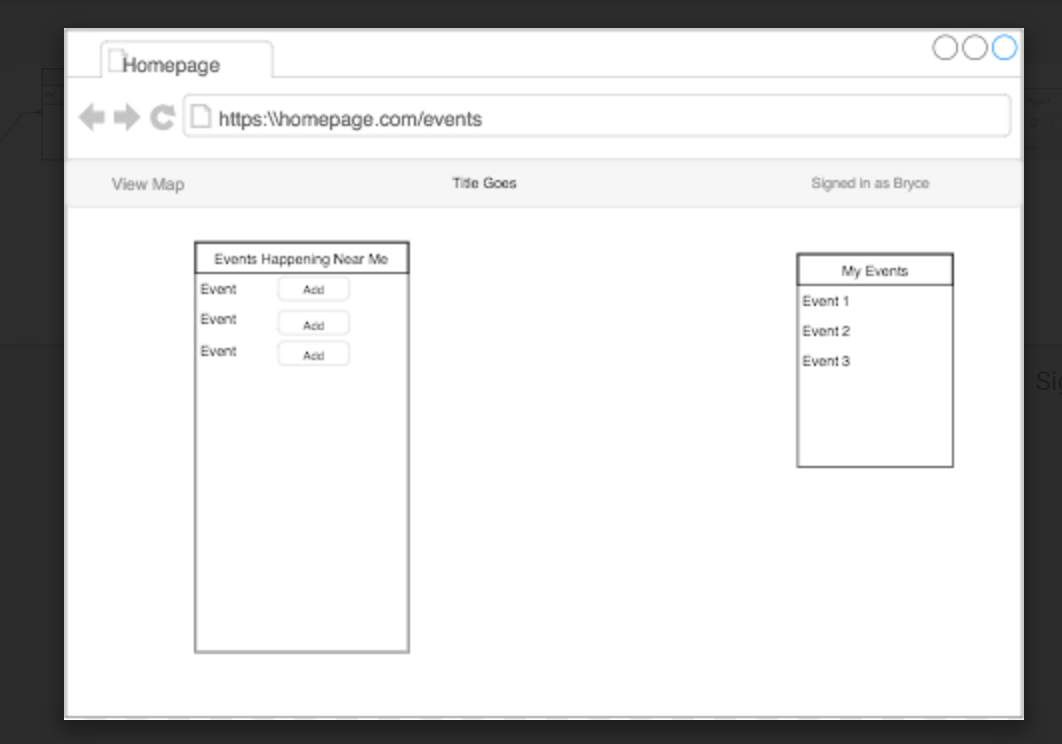 Homepage
https:\\homepage.com/events
View Map
Title Goes
Signed in as Bryce
Events Happening Near Me
Event Add
Event Add
Event Add
My Events
Event 1
Event 2
Event 3